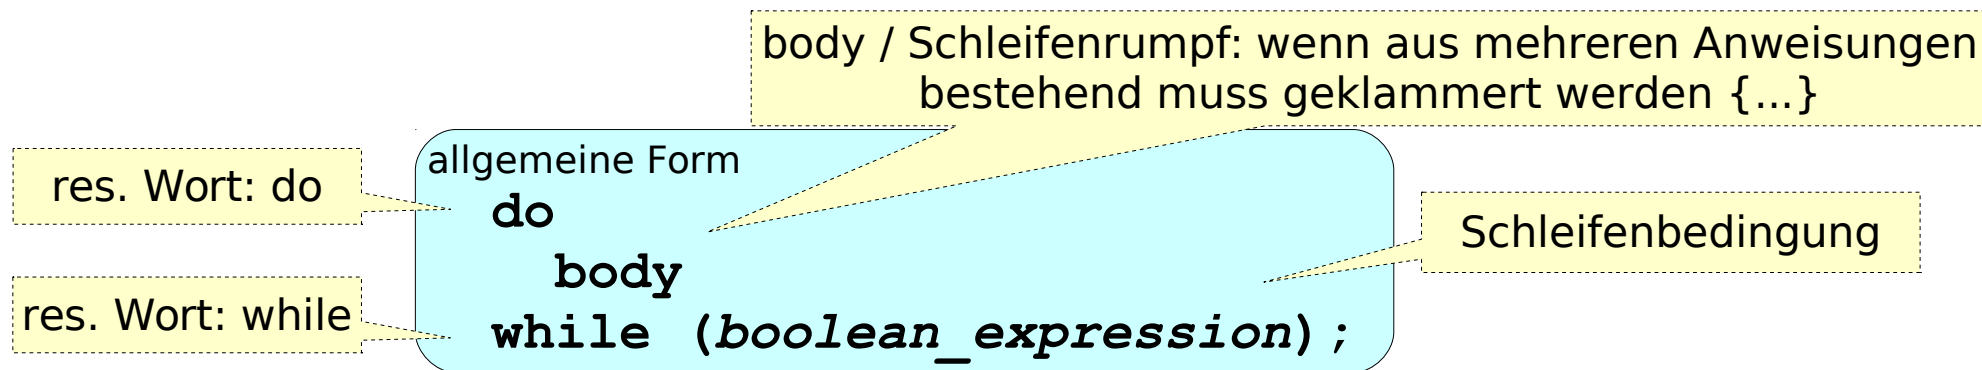 body / Schleifenrumpf: wenn aus mehreren Anweisungen
bestehend muss geklammert werden {...}
allgemeine Form
res. Wort: do
do
Schleifenbedingung
body
res. Wort: while
while (boolean_expression);